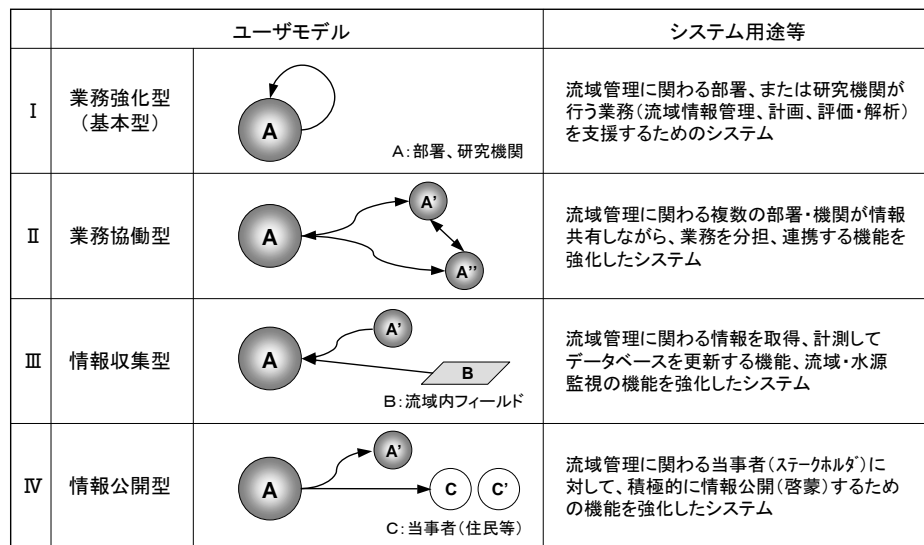 ユーザモデル
システム用途等
Ⅰ
業務強化型
(基本型)
A
A:部署、研究機関
流域管理に関わる部署、または研究機関が
行う業務(流域情報管理、計画、評価・解析)
を支援するためのシステム
Ⅱ
業務協働型
A
A'
A''
流域管理に関わる複数の部署・機関が情報
共有しながら、業務を分担、連携する機能を
強化したシステム
Ⅲ
情報収集型
A
A'
B
B:流域内フィールド
流域管理に関わる情報を取得、計測して
データベースを更新する機能、流域・水源
監視の機能を強化したシステム
Ⅳ
情報公開型
A
A'
C
C'
C:当事者(住民等)
流域管理に関わる当事者(ステークホルダ)に
対して、積極的に情報公開(啓蒙)するため
の機能を強化したシステム